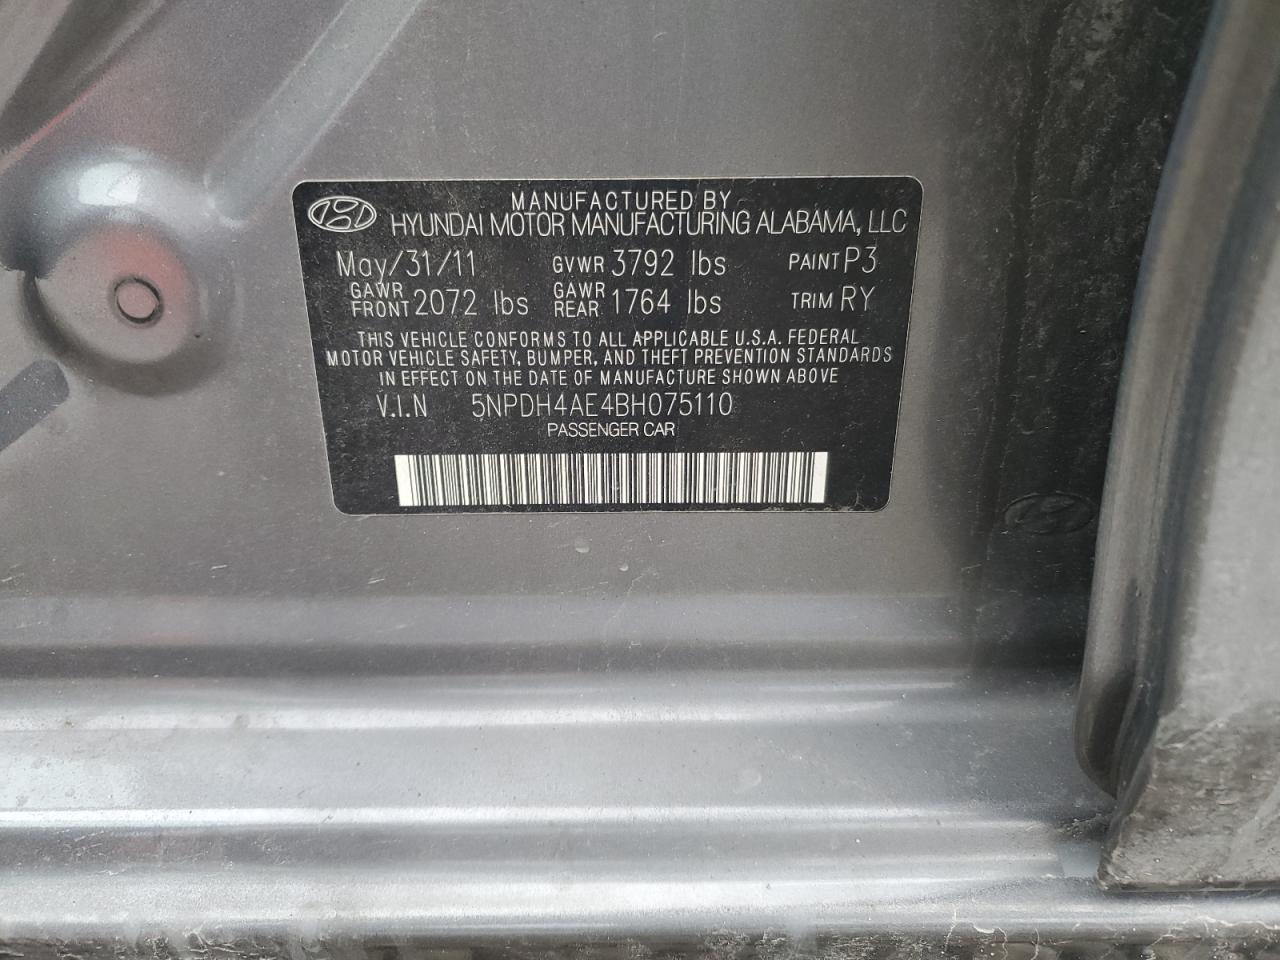 MANUFACTURED BY
HYUNDAI MOTOR MANUFACTURING ALABAMA, LLC
May/31/11 GVWR 3792 lbs PAINT P3
GAWR FRONT 2072 lbs GAWR REAR 1764 lbs TRIM RY
THIS VEHICLE CONFORMS TO ALL APPLICABLE U.S.A. FEDERAL
MOTOR VEHICLE SAFETY, BUMPER, AND THEFT PREVENTION STANDARDS
IN EFFECT ON THE DATE OF MANUFACTURE SHOWN ABOVE
V.I.N 5NPDH4AE4BH075110
PASSENGER CAR